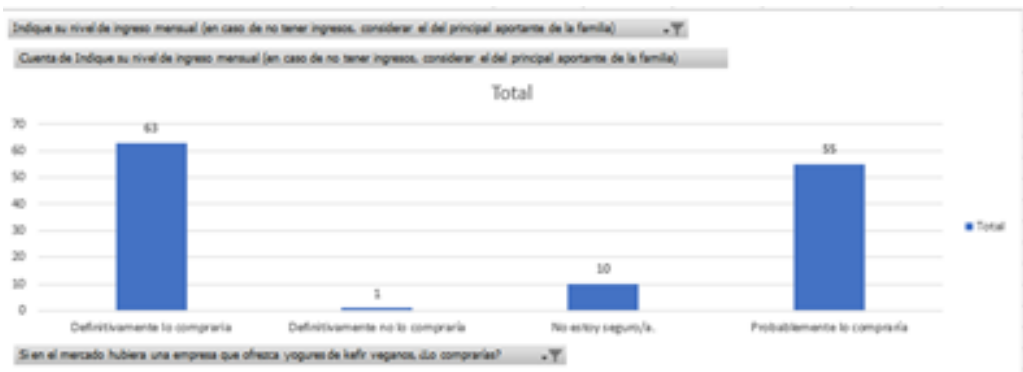 Indique su nivel de ingreso mensual (en caso de no tener ingresos, considerar el del principal aportante de la familia)
Cuenta de Indique su nivel de ingreso mensual (en caso de no tener ingresos, considerar el del principal aportante de la familia)
Total
70
63
60
55
50
40
30
Total
20
10
10
1
0
Definitivamente lo compraria
Definitivamente no lo compraría
No estoy seguro/a.
Probablemente lo compraría
Si en el mercado hubiera una empresa que ofrezca yogures de kefir veganos, ¿Lo comprarías?